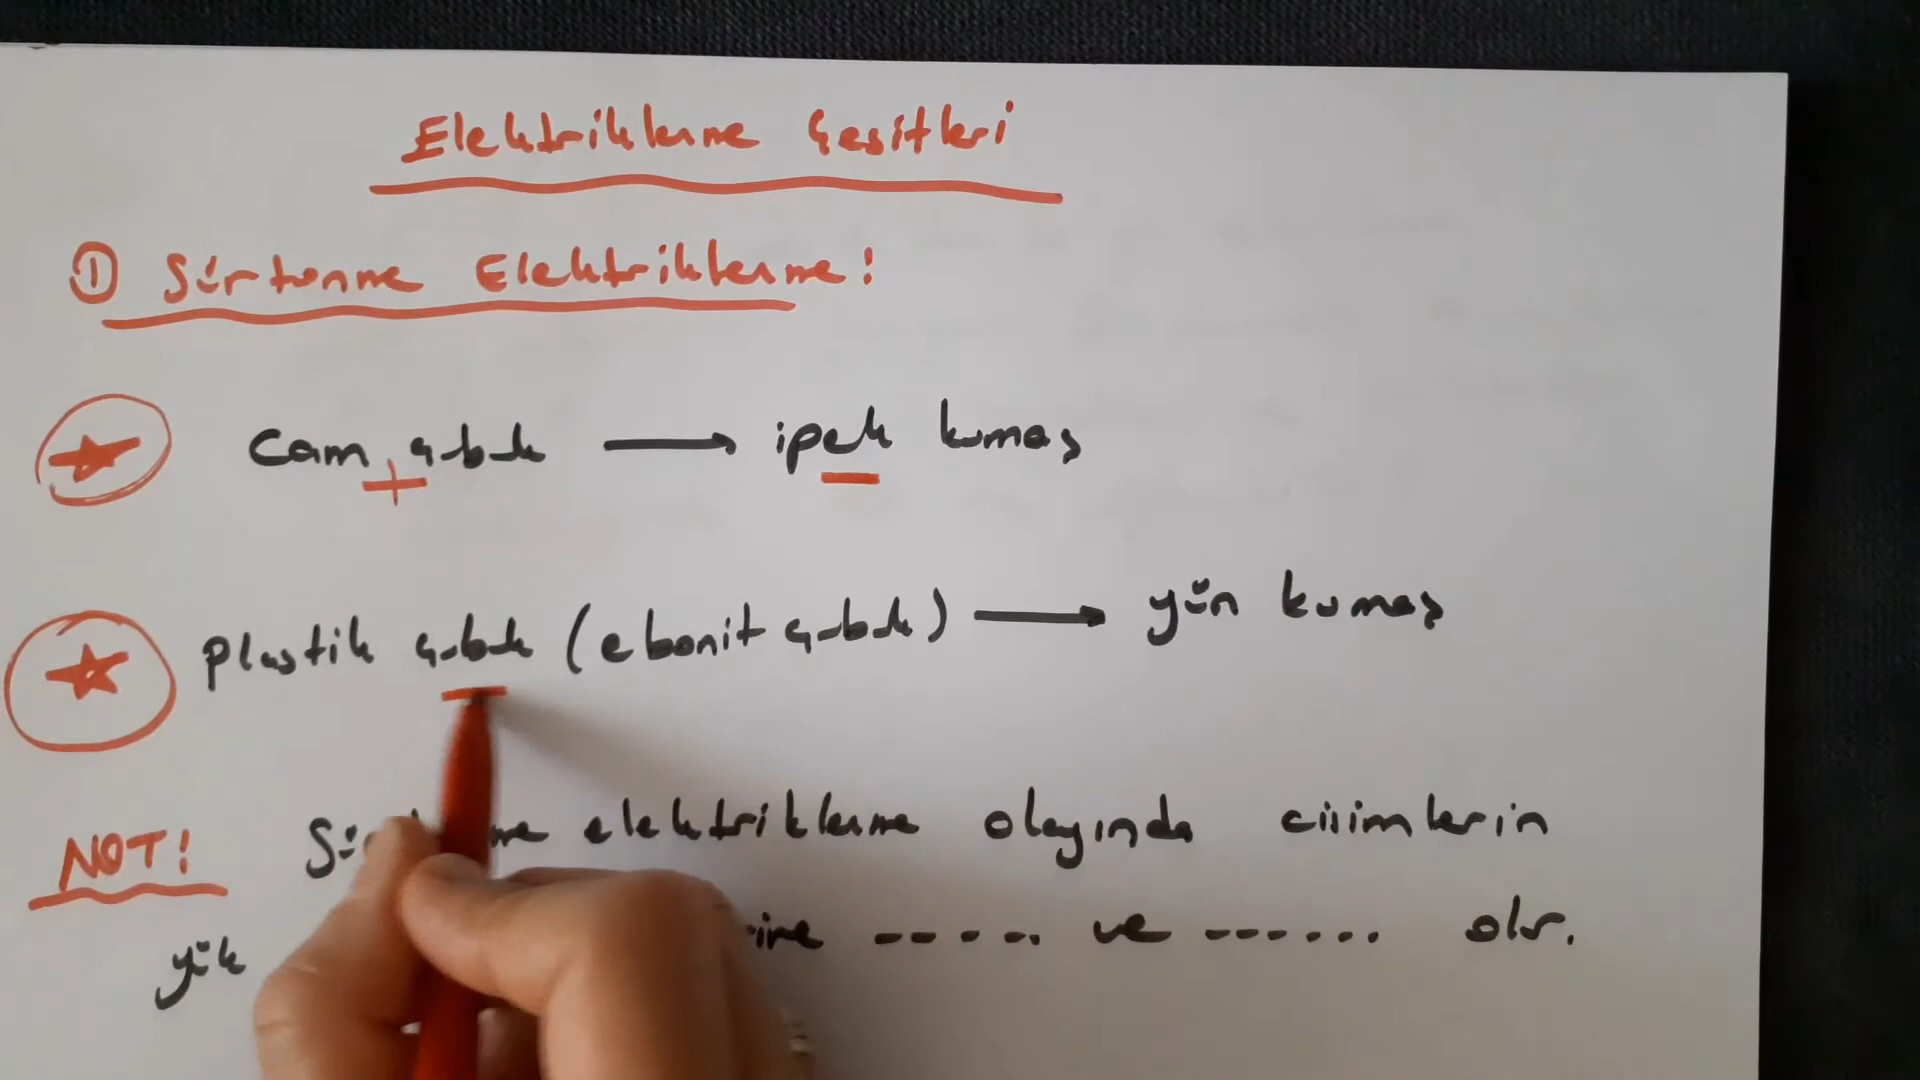 Elektriklenme Çeşitleri
① Sürtünme Elektriklenme:
Cam çubuk → ipek kumaş
+ -
plastik çubuk (ebonit çubuk) → yün kumaş
-
NOT! elektriklenme olayında cisimlerin
yük ----- ve ------ olur.